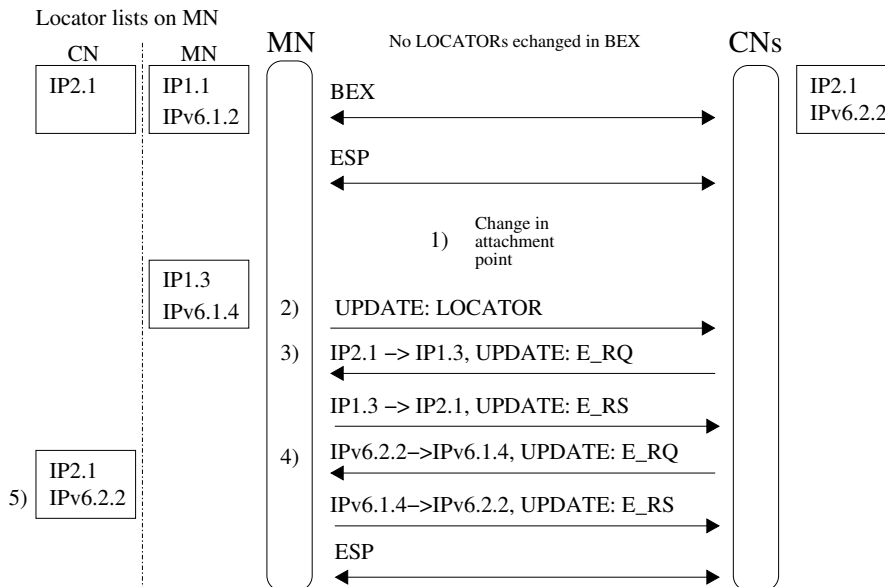 Locator lists on MN
CN
MN
MN
No LOCATORs echanged in BEX
CNs
IP2.1
IP1.1
IPv6.1.2
BEX
IP2.1
IPv6.2.2
ESP
1)
Change in
attachment
point
IP1.3
IPv6.1.4
2)
UPDATE: LOCATOR
3)
IP2.1 −> IP1.3, UPDATE: E_RQ
IP1.3 −> IP2.1, UPDATE: E_RS
4)
IPv6.2.2−>IPv6.1.4, UPDATE: E_RQ
5)
IP2.1
IPv6.2.2
IPv6.1.4−>IPv6.2.2, UPDATE: E_RS
ESP